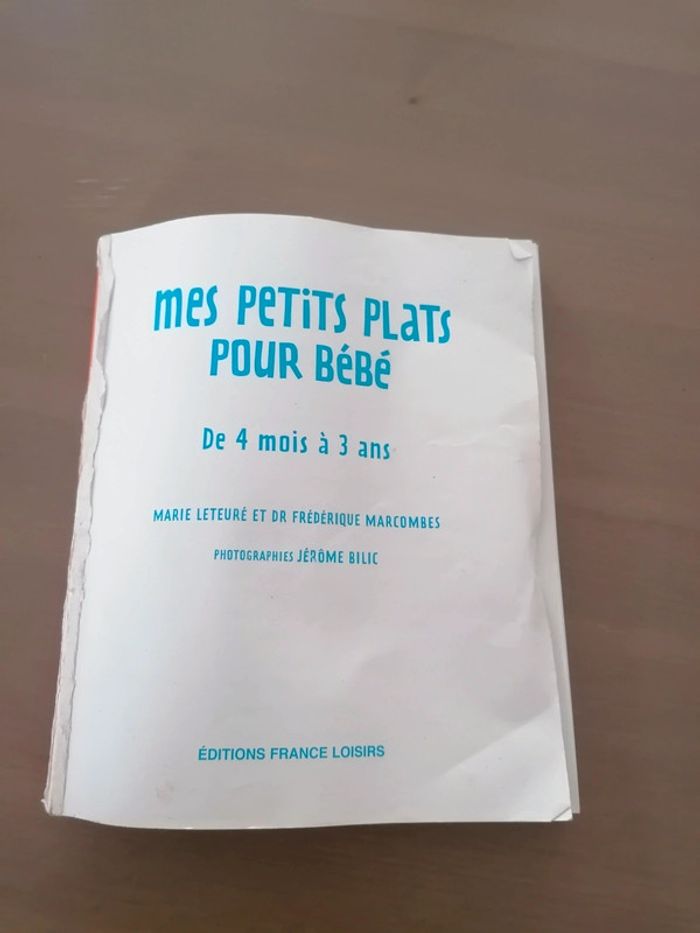 mes petits plats
pour bébé
De 4 mois à 3 ans
MARIE LETEURÉ ET DR FRÉDÉRIQUE MARCOMBES
PHOTOGRAPHIES JÉRÔME BILIC
ÉDITIONS FRANCE LOISIRS